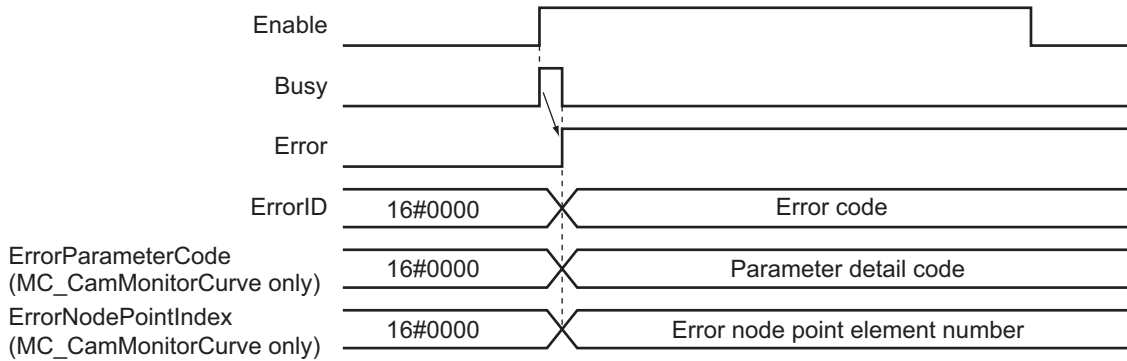 Enable
Busy
Error
ErrorID 16#0000 Error code
ErrorParameterCode
(MC_CamMonitorCurve only) 16#0000 Parameter detail code
ErrorNodePointIndex
(MC_CamMonitorCurve only) 16#0000 Error node point element number